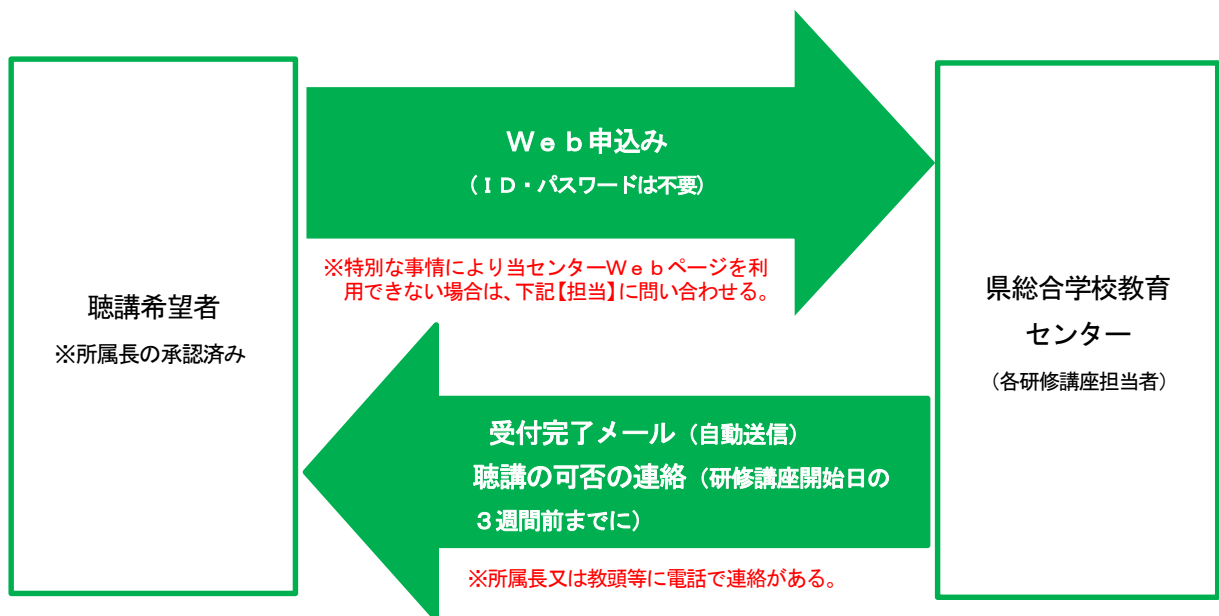 聴講希望者
※所属長の承認済み
Ｗｅｂ申込み
（ＩＤ・パスワードは不要）
※特別な事情により当センターＷｅｂページを利
用できない場合は、下記【担当】に問い合わせる。
県総合学校教育
センター
（各研修講座担当者）
受付完了メール（自動送信）
聴講の可否の連絡（研修講座開始日の
３週間前までに）
※所属長又は教頭等に電話で連絡がある。